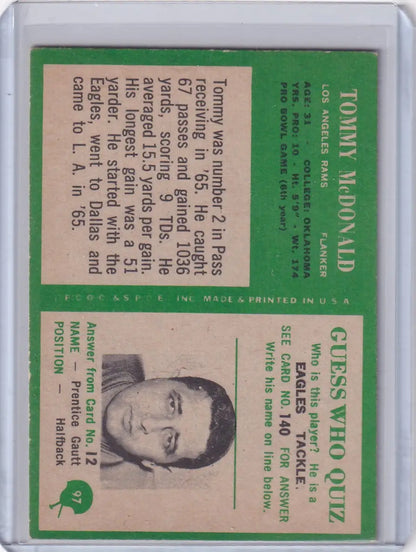 TOMMY McDONALD
LOS ANGELES RAMS FLANKER
AGE: 31 - COLLEGE: OKLAHOMA
YRS. PRO: 10 - Ht. 5'9" - Wt. 174
PRO BOWL GAME (6th year)
Tommy was number 2 in Pass
receiving in '65. He caught
67 passes and gained 1036
yards, scoring 9 TDs. He
averaged 15.5 yards per gain.
His longest gain was a 51
yarder. He started with the
Eagles, went to Dallas and
came to L. A. in '65.
INC MADE & PRINTED IN U S A
GUESS WHO QUIZ
Who is this player? He is a
EAGLES TACKLE.
SEE CARD NO. 140 FOR ANSWER
Write his name on line below.
Answer from Card No. 12
NAME — Prentice Gautt
POSITION — Halfback
97